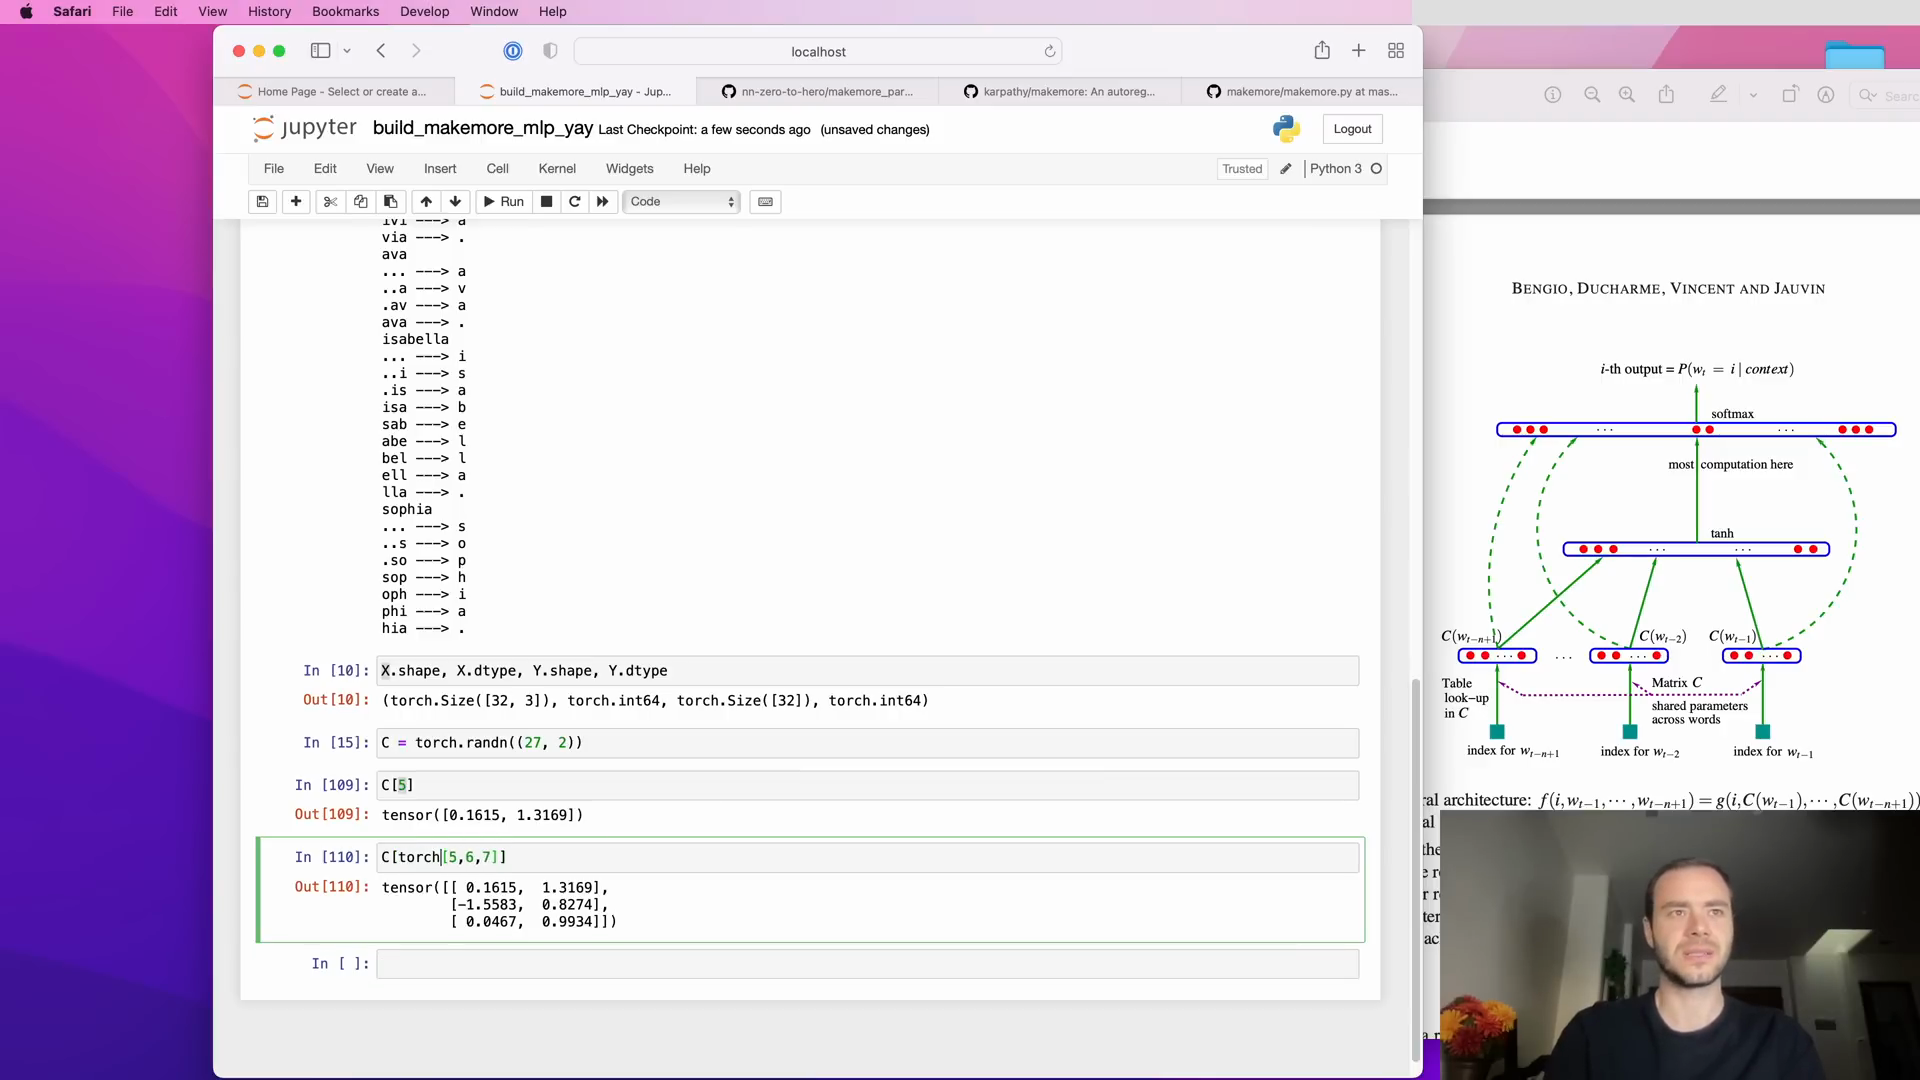 Safari File Edit View History Bookmarks Develop Window Help
localhost
Home Page - Select or create a...
build_makemore_mlp_yay - Jup...
nn-zero-to-hero/makemore_par...
karpathy/makemore: An autoreg...
makemore/makemore.py at mas...
Search
jupyter build_makemore_mlp_yay Last Checkpoint: a few seconds ago (unsaved changes)
Logout
File Edit View Insert Cell Kernel Widgets Help
Trusted
Python 3
Run
Code
ivi ---> a
via ---> .
ava
... ---> a
..a ---> v
.av ---> a
ava ---> .
isabella
... ---> i
..i ---> s
.is ---> a
isa ---> b
sab ---> e
abe ---> l
bel ---> l
ell ---> a
lla ---> .
sophia
... ---> s
..s ---> o
.so ---> p
sop ---> h
oph ---> i
phi ---> a
hia ---> .
In [10]: X.shape, X.dtype, Y.shape, Y.dtype
Out[10]: (torch.Size([32, 3]), torch.int64, torch.Size([32]), torch.int64)
In [15]: C = torch.randn((27, 2))
In [109]: C[5]
Out[109]: tensor([0.1615, 1.3169])
In [110]: C[torch[5,6,7]]
Out[110]: tensor([[ 0.1615, 1.3169],
[-1.5583, 0.8274],
[ 0.0467, 0.9934]])
In [ ]:
BENGIO, DUCHARME, VINCENT AND JAUVIN
i-th output = P(w_t = i | context)
softmax
...
...
most computation here
tanh
...
...
C(w_{t−n+1})
C(w_{t−2})
C(w_{t−1})
...
Table look−up in C
Matrix C
shared parameters across words
index for w_{t−n+1}
index for w_{t−2}
index for w_{t−1}
ral architecture: f(i,w_{t−1},⋯,w_{t−n+1}) = g(i,C(w_{t−1}),⋯,C(w_{t−n+1}))